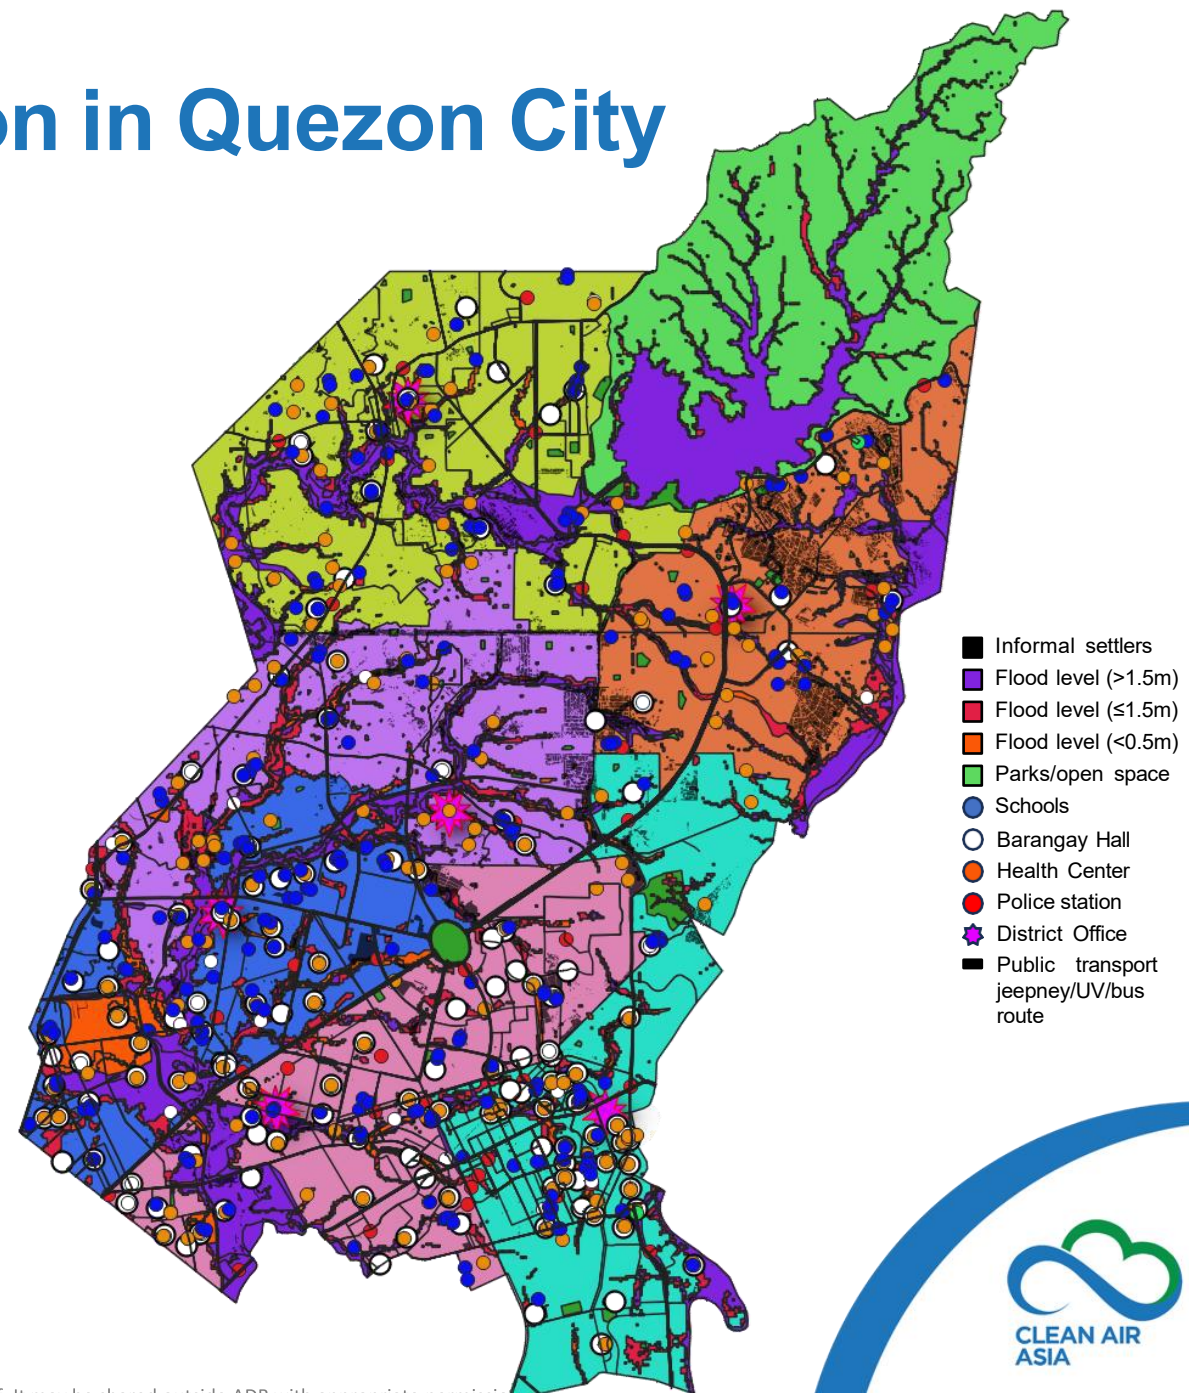 on in Quezon City
Informal settlers
Flood level (>1.5m)
Flood level (≤1.5m)
Flood level (<0.5m)
Parks/open space
Schools
Barangay Hall
Health Center
Police station
District Office
Public transport
jeepney/UV/bus
route
CLEAN AIR
ASIA